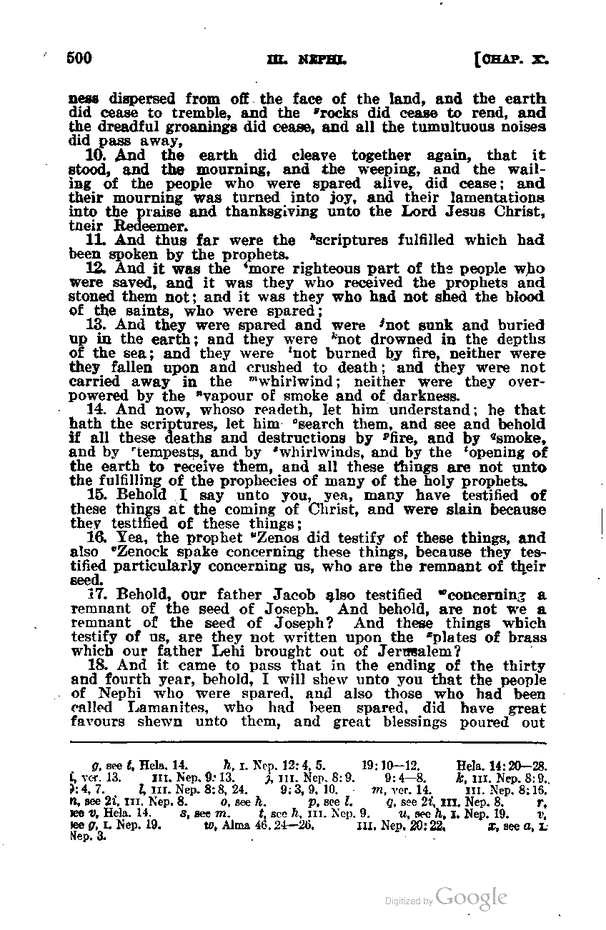 500 III. NEPHI. [CHAP. X.
ness dispersed from off the face of the land, and the earth
did cease to tremble, and the ᵍrocks did cease to rend, and
the dreadful groanings did cease, and all the tumultuous noises
did pass away,
10. And the earth did cleave together again, that it
stood, and the mourning, and the weeping, and the wail-
ing of the people who were spared alive, did cease; and
their mourning was turned into joy, and their lamentations
into the praise and thanksgiving unto the Lord Jesus Christ,
their Redeemer.
11. And thus far were the ʰscriptures fulfilled which had
been spoken by the prophets.
12. And it was the ⁱmore righteous part of the people who
were saved, and it was they who received the prophets and
stoned them not; and it was they who had not shed the blood
of the saints, who were spared;
13. And they were spared and were ʲnot sunk and buried
up in the earth; and they were ᵏnot drowned in the depths
of the sea; and they were ˡnot burned by fire, neither were
they fallen upon and crushed to death; and they were not
carried away in the ᵐwhirlwind; neither were they over-
powered by the ⁿvapour of smoke and of darkness.
14. And now, whoso readeth, let him understand; he that
hath the scriptures, let him ᵒsearch them, and see and behold
if all these deaths and destructions by ᵖfire, and by ᑫsmoke,
and by ʳtempests, and by ˢwhirlwinds, and by the ᵗopening of
the earth to receive them, and all these things are not unto
the fulfilling of the prophecies of many of the holy prophets.
15. Behold I say unto you, yea, many have testified of
these things at the coming of Christ, and were slain because
they testified of these things;
16. Yea, the prophet ᵘZenos did testify of these things, and
also ᵛZenock spake concerning these things, because they tes-
tified particularly concerning us, who are the remnant of their
seed.
17. Behold, our father Jacob also testified ʷconcerning a
remnant of the seed of Joseph. And behold, are not we a
remnant of the seed of Joseph? And these things which
testify of us, are they not written upon the ˣplates of brass
which our father Lehi brought out of Jerusalem?
18. And it came to pass that in the ending of the thirty
and fourth year, behold, I will shew unto you that the people
of Nephi who were spared, and also those who had been
called Lamanites, who had been spared, did have great
favours shewn unto them, and great blessings poured out
g, see t, Hela. 14. h, I. Nep. 12: 4, 5. 19: 10—12. Hela. 14: 20—28.
i, ver. 13. III. Nep. 9: 13. j, III. Nep. 8: 9. 9: 4—8. k, III. Nep. 8: 9.
9: 4, 7. l, III. Nep. 8: 8, 24. 9: 3, 9, 10. m, ver. 14. III. Nep. 8: 16.
n, see 2i, III. Nep. 8. o, see h. p, see l. q, see 2i, III. Nep. 8. r,
see v, Hela. 14. s, see m. t, see h, III. Nep. 9. u, see h, I. Nep. 19. v,
see g, I. Nep. 19. w, Alma 46. 24—26. III. Nep. 20: 22. x, see a, I.
Nep. 3.
Digitized by Google